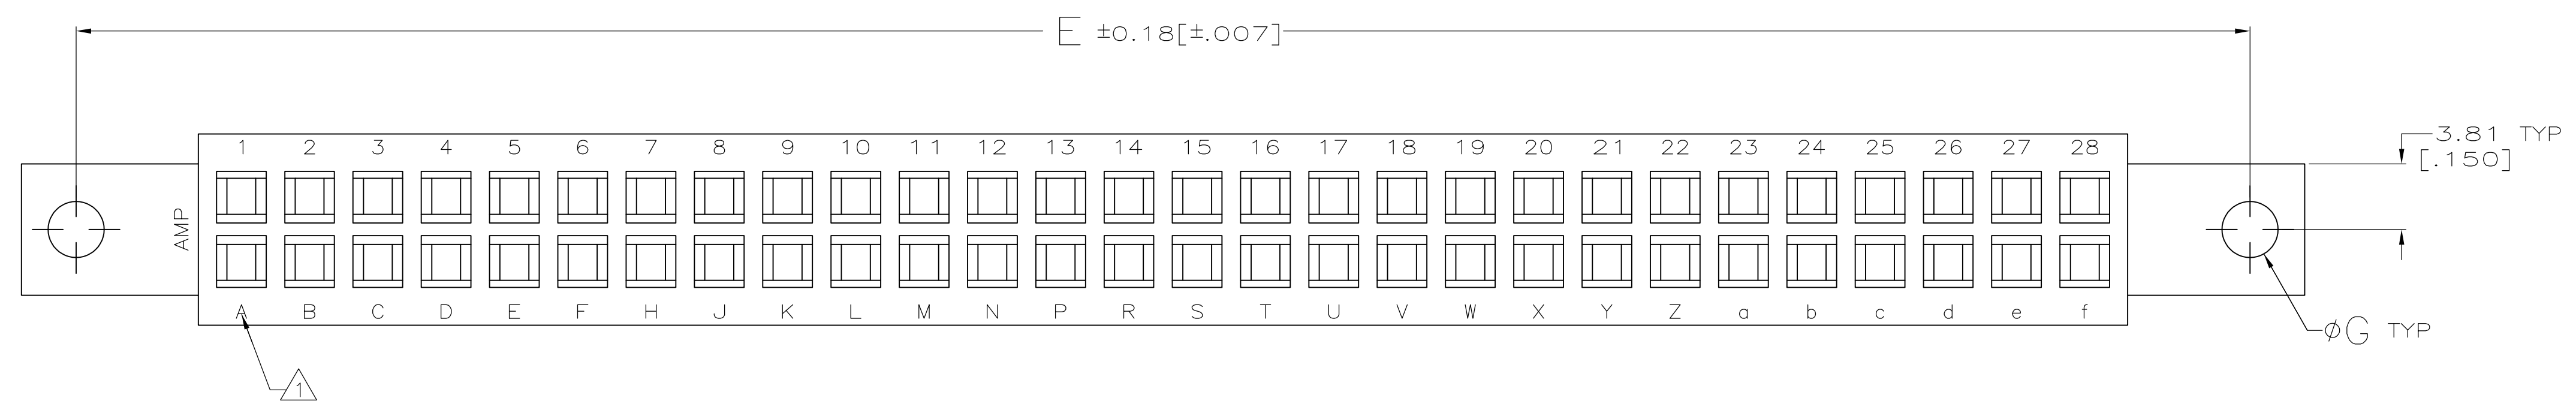 E ±0.18[±.007]
3.81 TYP
[.150]
1 2 3 4 5 6 7 8 9 10 11 12 13 14 15 16 17 18 19 20 21 22 23 24 25 26 27 28
AMP
A B C D E F H J K L M N P R S T U V W X Y Z a b c d e f
øG TYP
1